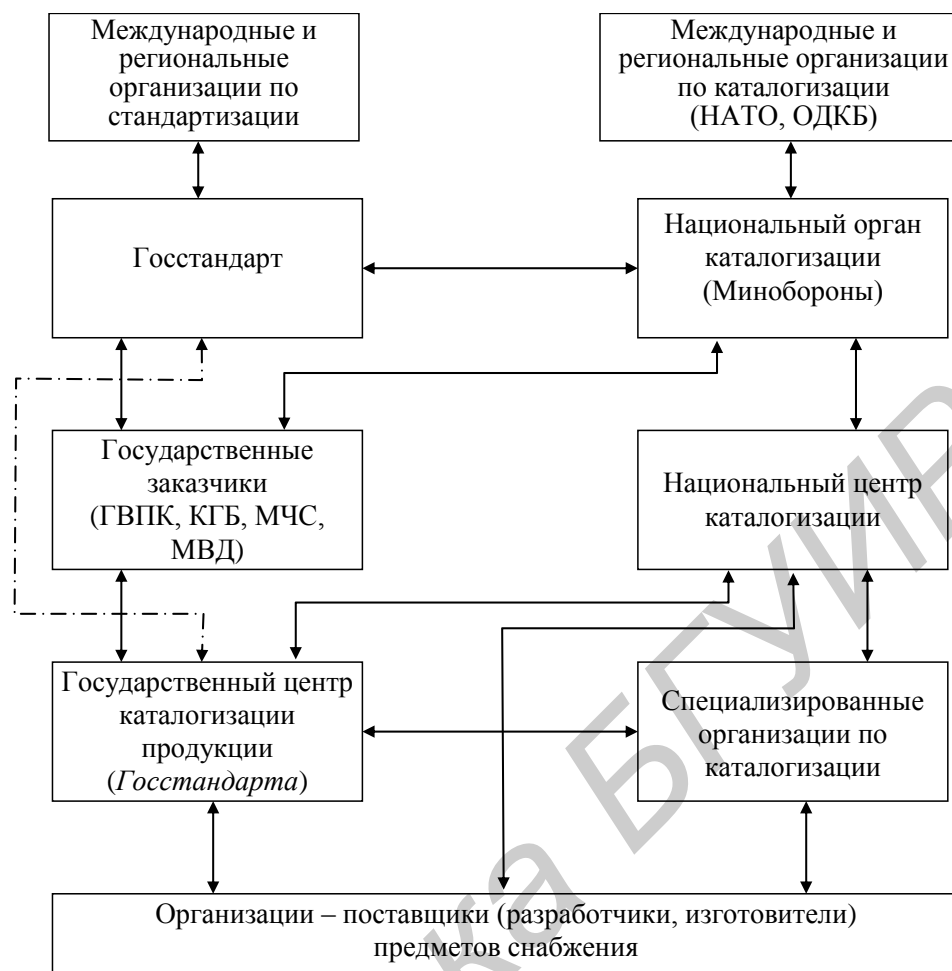 Международные и
региональные
организации по
стандартизации
Международные и
региональные организации
по каталогизации
(НАТО, ОДКБ)
Госстандарт
Национальный орган
каталогизации
(Минобороны)
Государственные
заказчики
(ГВПК, КГБ, МЧС,
МВД)
Национальный центр
каталогизации
Государственный центр
каталогизации
продукции
(Госстандарта)
Специализированные
организации по
каталогизации
Организации – поставщики (разработчики, изготовители)
предметов снабжения
ка БГУИР